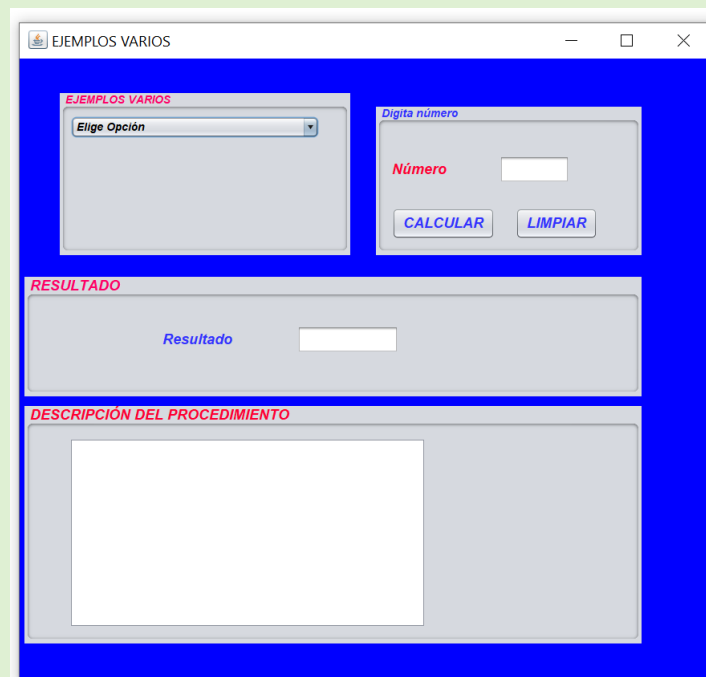 EJEMPLOS VARIOS
EJEMPLOS VARIOS
Elige Opción
Digita número
Número
CALCULAR
LIMPIAR
RESULTADO
Resultado
DESCRIPCIÓN DEL PROCEDIMIENTO